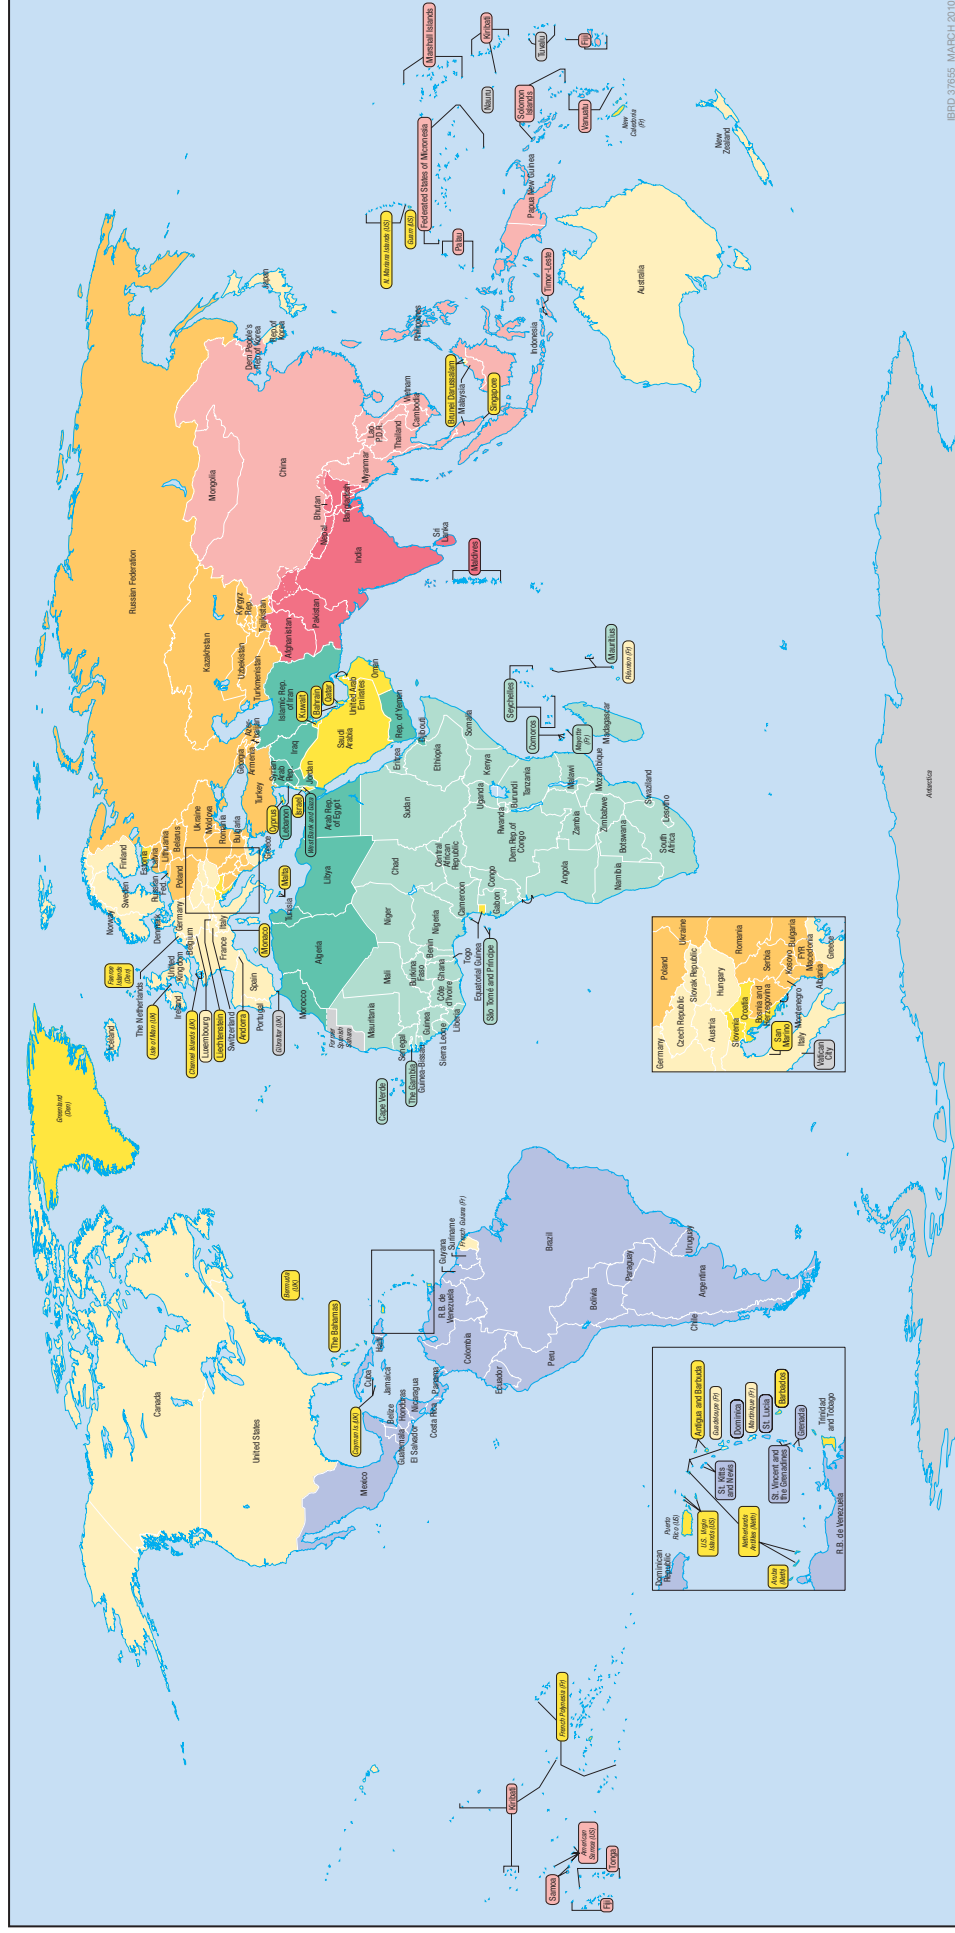 Greenland
(Den)
Canada
United States
Bermuda
(UK)
The Bahamas
Cayman Is.(UK)
Cuba
Haiti
Jamaica
Mexico
Belize
Guatemala
Honduras
El Salvador
Nicaragua
Costa Rica
Panama
R.B. de
Venezuela
Guyana
Suriname
French Guiana (Fr)
Colombia
Ecuador
Peru
Brazil
Bolivia
Paraguay
Chile
Argentina
Uruguay
Kiribati
French Polynesia (Fr)
Samoa
American
Samoa (US)
Tonga
Fiji
Iceland
Faeroe
Islands
(Den)
Norway
Sweden
Finland
Denmark
Estonia
Latvia
Lithuania
Russian
Fed.
Poland
Belarus
Ukraine
Moldova
Romania
Bulgaria
Germany
The Netherlands
Belgium
Isle of Man (UK)
United
Kingdom
Ireland
Channel Islands (UK)
Luxembourg
Liechtenstein
Switzerland
Andorra
France
Italy
Monaco
Spain
Portugal
Gibraltar (UK)
Malta
Greece
Turkey
Cyprus
Lebanon
Israel
West Bank and Gaza
Syrian
Arab
Rep.
Jordan
Iraq
Georgia
Armenia
Azer-
baijan
Russian Federation
Kazakhstan
Uzbekistan
Turkmenistan
Kyrgyz
Rep.
Tajikistan
Islamic Rep.
of Iran
Afghanistan
Pakistan
Kuwait
Bahrain
Qatar
Saudi
Arabia
United Arab
Emirates
Oman
Rep. of Yemen
Mongolia
China
Dem. People's
Rep.of Korea
Rep.of
Korea
Japan
Nepal
Bhutan
Bangladesh
India
Sri
Lanka
Maldives
Myanmar
Lao
P.D.R.
Thailand
Vietnam
Cambodia
Philippines
Brunei Darussalam
Malaysia
Singapore
Indonesia
Timor-Leste
Papua New Guinea
N. Mariana Islands (US)
Guam (US)
Federated States of Micronesia
Palau
Marshall Islands
Kiribati
Nauru
Tuvalu
Solomon
Islands
Fiji
Vanuatu
New
Caledonia
(Fr)
Australia
New
Zealand
Morocco
Former
Spanish
Sahara
Algeria
Tunisia
Libya
Arab Rep.
of Egypt
Cape Verde
Mauritania
Mali
Niger
Chad
Sudan
Eritrea
Djibouti
Ethiopia
Somalia
Senegal
The Gambia
Guinea-Bissau
Guinea
Sierra Leone
Liberia
Burkina
Faso
Côte
d'Ivoire
Ghana
Benin
Togo
Nigeria
Cameroon
Central
African
Republic
Equatorial Guinea
São Tomé and Príncipe
Gabon
Congo
Dem.Rep.of
Congo
Uganda
Rwanda
Burundi
Kenya
Tanzania
Angola
Zambia
Malawi
Mozambique
Zimbabwe
Namibia
Botswana
South
Africa
Lesotho
Swaziland
Seychelles
Comoros
Mayotte
(Fr)
Madagascar
Mauritius
Réunion (Fr)
Antarctica
Dominican
Republic
Puerto
Rico (US)
U.S. Virgin
Islands (US)
Antigua and Barbuda
Guadeloupe (Fr)
St. Kitts
and Nevis
Dominica
Martinique (Fr)
St. Lucia
Barbados
St. Vincent and
the Grenadines
Grenada
Netherlands
Antilles (Neth)
Aruba
(Neth)
Trinidad
and Tobago
R.B. de Venezuela
Germany
Poland
Ukraine
Czech Republic
Slovak Republic
Austria
Hungary
Romania
Slovenia
Croatia
Bosnia and
Herzegovina
Serbia
San
Marino
Italy
Montenegro
Kosovo
Bulgaria
FYR
Macedonia
Albania
Greece
Vatican
City
IBRD 37655 MARCH 2010